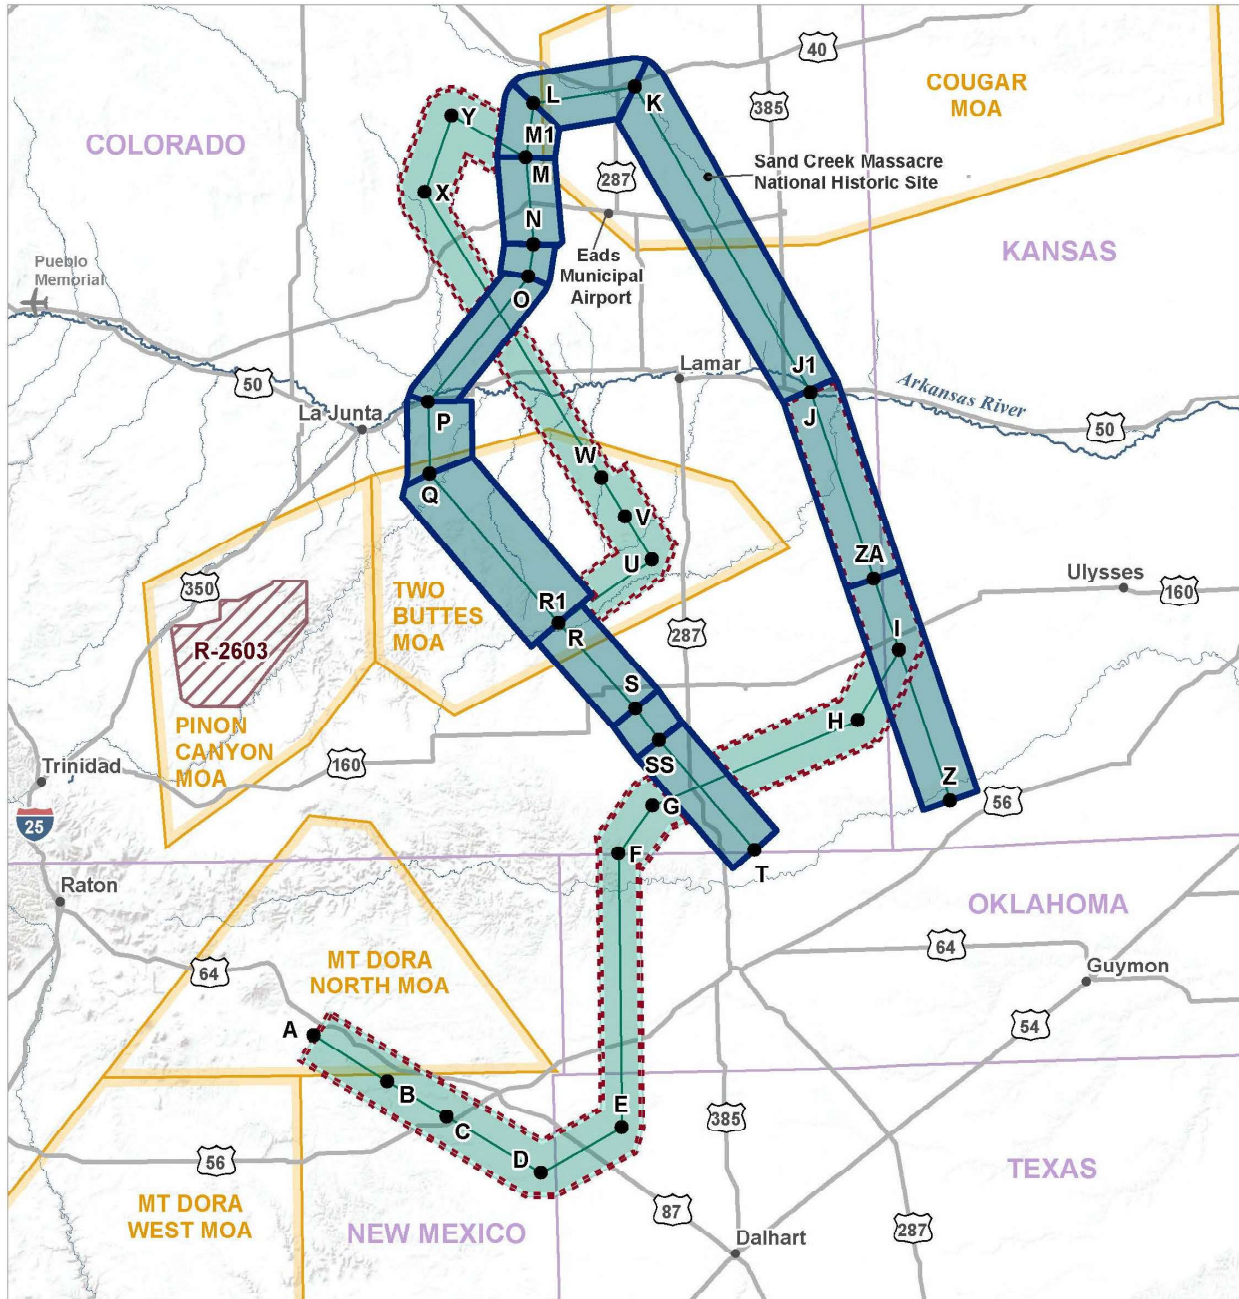 40
COUGAR
MOA
L
K
385
Y
M1
COLORADO
Sand Creek Massacre
National Historic Site
M
287
X
N
KANSAS
Eads
Municipal
Airport
Pueblo
Memorial
O
Lamar
J1
50
Arkansas River
La Junta
P
J
50
W
Q
V
ZA
U
Ulysses
350
TWO
BUTTES
MOA
160
R1
I
R-2603
R
287
S
H
PINON
CANYON
MOA
Trinidad
160
SS
Z
56
G
25
F
T
Raton
OKLAHOMA
64
MT DORA
NORTH MOA
64
Guymon
A
54
B
E
C
385
D
56
TEXAS
MT DORA
WEST MOA
87
NEW MEXICO
Dalhart
287